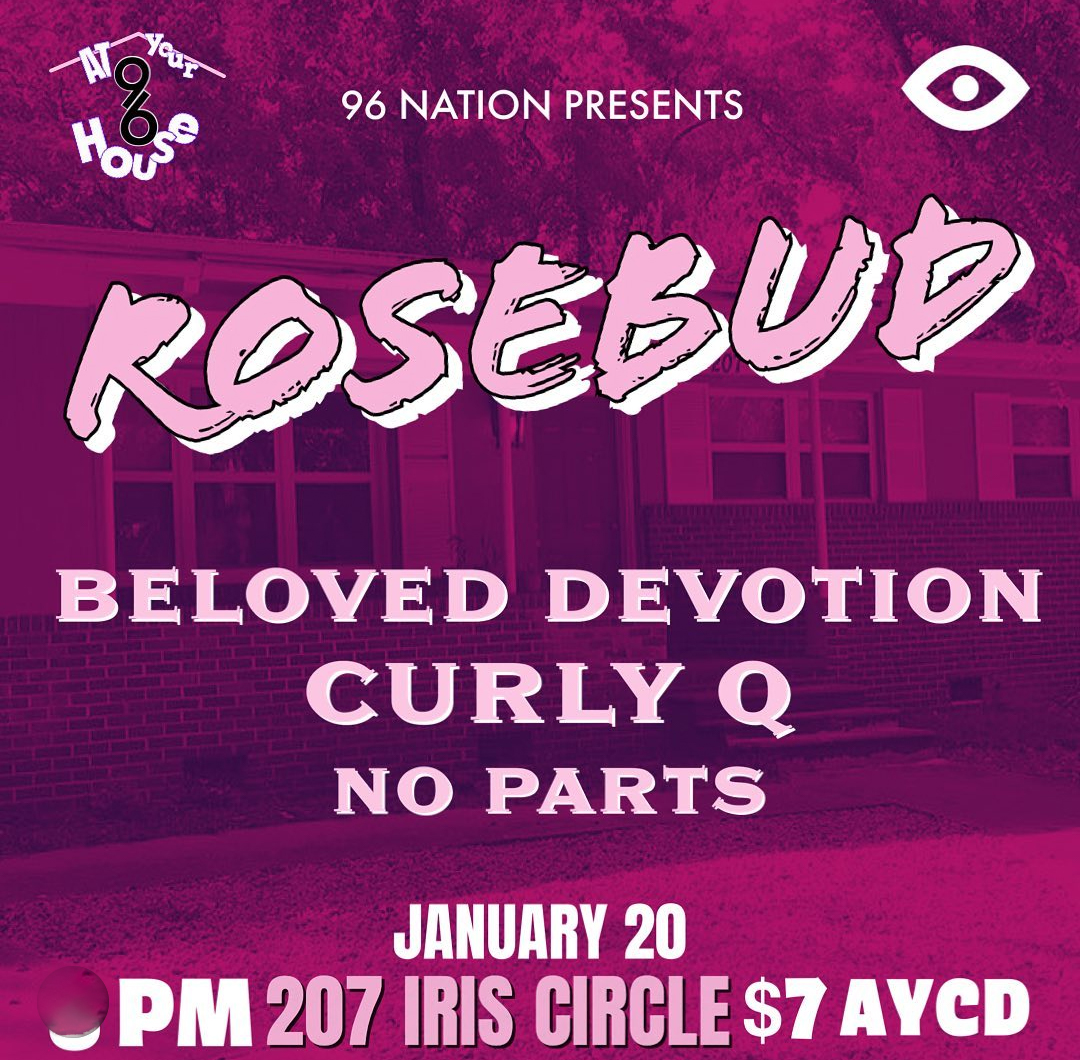 AT Your
96
House
96 NATION PRESENTS
ROSEBUD
207
BELOVED DEVOTION
CURLY Q
NO PARTS
JANUARY 20
PM 207 IRIS CIRCLE $7 AYCD